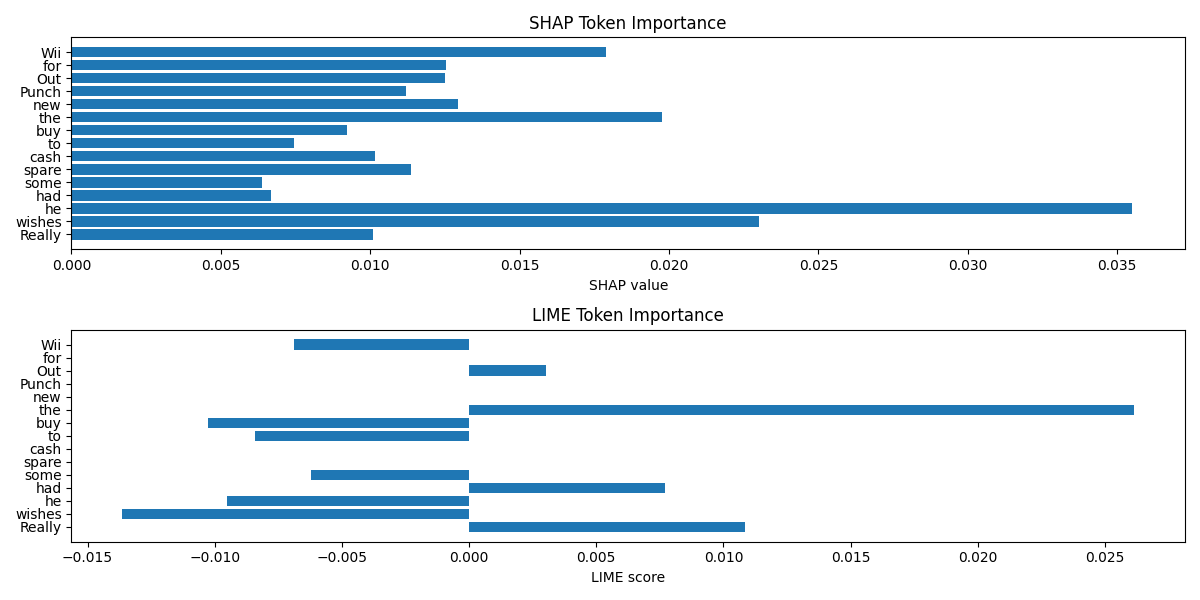 SHAP Token Importance
Wii
for
Out
Punch
new
the
buy
to
cash
spare
some
had
he
wishes
Really
0.000 0.005 0.010 0.015 0.020 0.025 0.030 0.035
SHAP value
LIME Token Importance
Wii
for
Out
Punch
new
the
buy
to
cash
spare
some
had
he
wishes
Really
−0.015 −0.010 −0.005 0.000 0.005 0.010 0.015 0.020 0.025
LIME score